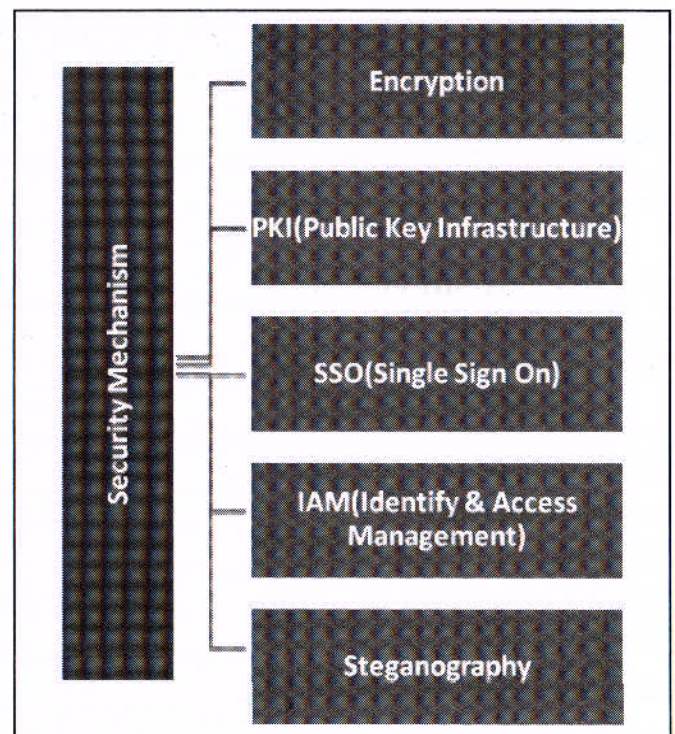 Security Mechanism
Encryption
PKI(Public Key Infrastructure)
SSO(Single Sign On)
IAM(Identify & Access
Management)
Steganography